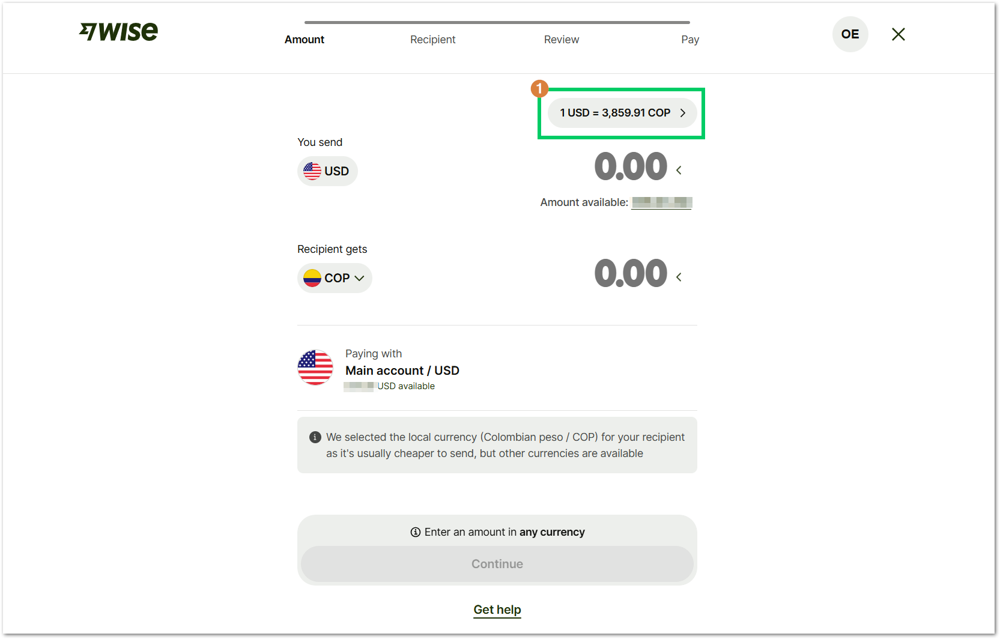 WISE
Amount
Recipient
Review
Pay
OE
1
1 USD = 3,859.91 COP
You send
USD
0.00
Amount available:
Recipient gets
COP
0.00
Paying with
Main account / USD
USD available
We selected the local currency (Colombian peso / COP) for your recipient
as it's usually cheaper to send, but other currencies are available
Enter an amount in any currency
Continue
Get help